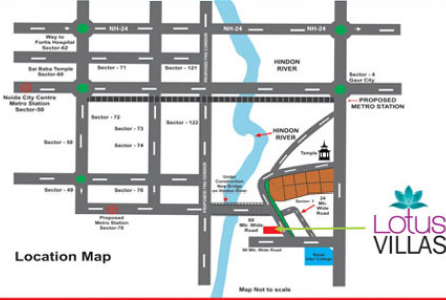 NH-24
NH-24
NH-24
Way to
Fortis Hospital
Sector-62
Sai Baba Temple
Sector-60
Sector - 71
Sector - 121
HINDON
RIVER
Sector - 4
Gaur City
Noida City Centre
Metro Station
Sector-50
PROPOSED
METRO STATION
Sector - 72
Sector - 73
Sector - 74
Sector - 122
HINDON
RIVER
Temple
Sector - 50
Under
Construction
New Bridge
on Hindon River
Sector - 49
Sector - 76
Sector- 1
24
Mtr. Wide
Road
Proposed
Metro Station
Sector-76
60
Mtr. Wide
Road
60 Mtr. Wide Road
Lotus
VILLAS
Location Map
Map Not to scale